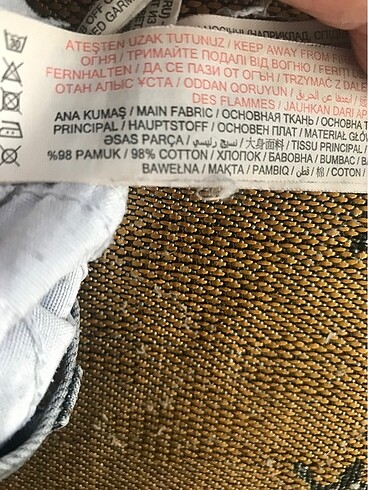 ATEŞTEN UZAK TUTUNUZ / KEEP AWAY FROM FI
ОГНЯ / ТРИМАЙТЕ ПОДАЛІ ВІД ВОГНЮ / FERIȚI DE
FERNHALTEN / ДА СЕ ПАЗИ ОТ ОГЪН / TRZYMAĆ Z DALE
ОТАН АЛЫС ҰСТА / ODDAN QORUYUN /
DES FLAMMES / JAUHKAN DARI AP
ANA KUMAŞ / MAIN FABRIC / ОСНОВНАЯ ТКАНЬ / ОСНОВНА Т
PRINCIPAL / HAUPTSTOFF / ОСНОВЕН ПЛАТ / MATERIAŁ GŁÓW
ƏSAS PARÇA / نسيج رئيسي / 大身面料 / TISSU PRINCIPAL /
%98 PAMUK / 98% COTTON / ХЛОПОК / БАВОВНА / BUMBAC / BA
BAWEŁNA / МАҚТА / PAMBIQ / قطن / 棉 / COTON /